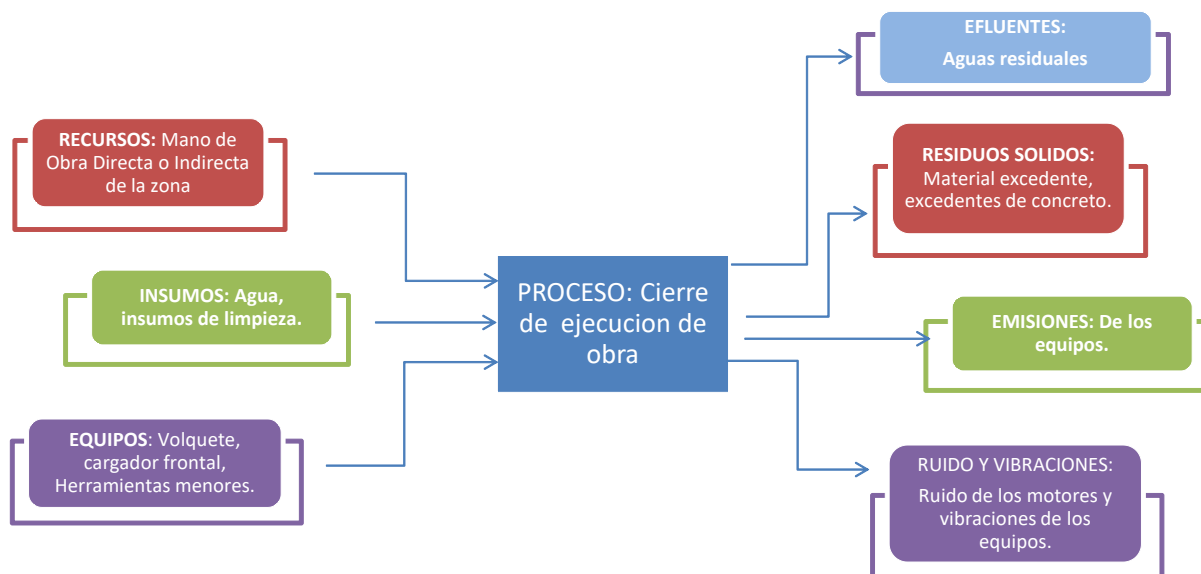 RECURSOS: Mano de
Obra Directa o Indirecta
de la zona
INSUMOS: Agua,
insumos de limpieza.
EQUIPOS: Volquete,
cargador frontal,
Herramientas menores.
PROCESO: Cierre
de ejecucion de
obra
EFLUENTES:
Aguas residuales
RESIDUOS SOLIDOS:
Material excedente,
excedentes de concreto.
EMISIONES: De los
equipos.
RUIDO Y VIBRACIONES:
Ruido de los motores y
vibraciones de los
equipos.